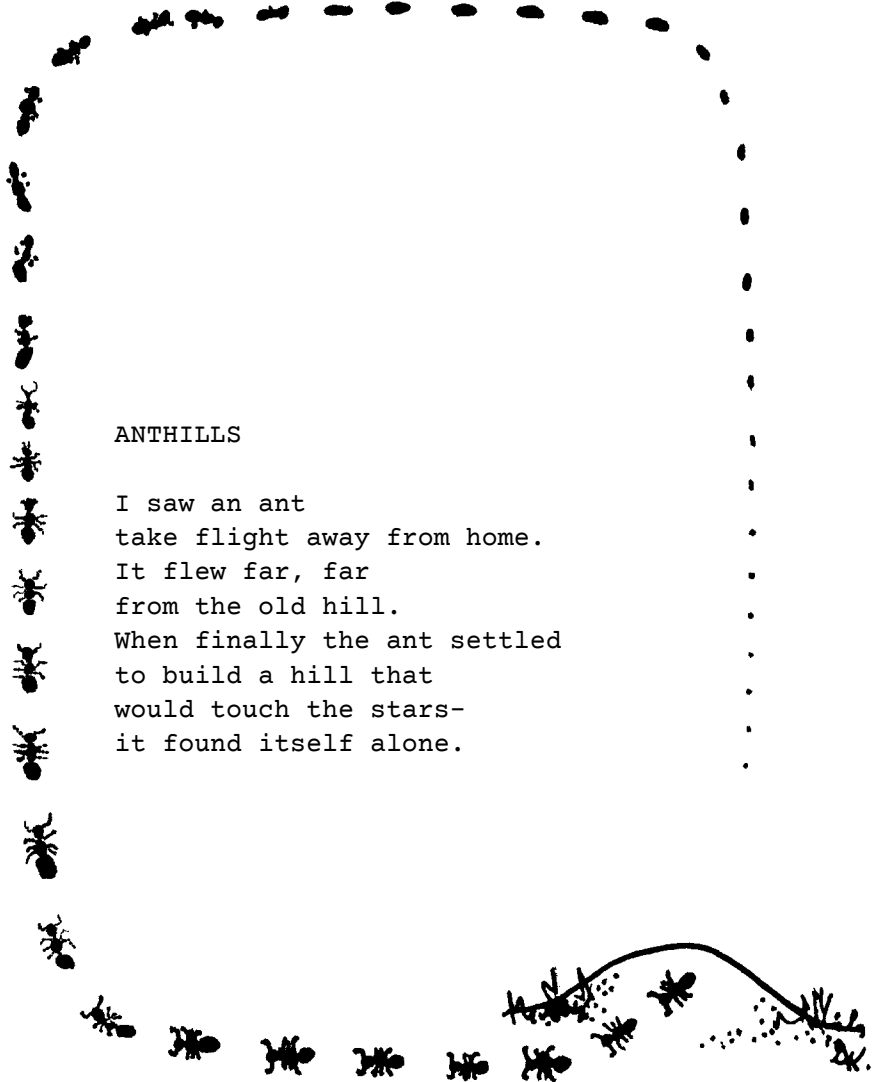 ANTHILLS
I saw an ant
take flight away from home.
It flew far, far
from the old hill.
When finally the ant settled
to build a hill that
would touch the stars-
it found itself alone.